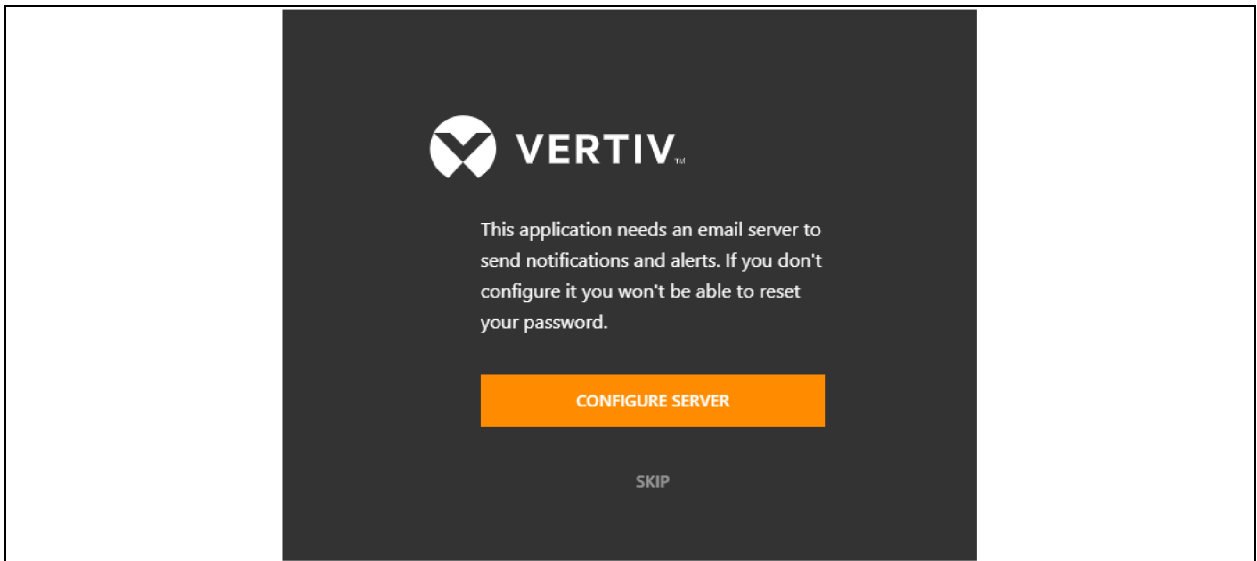 VERTIV™
This application needs an email server to
send notifications and alerts. If you don't
configure it you won't be able to reset
your password.
CONFIGURE SERVER
SKIP